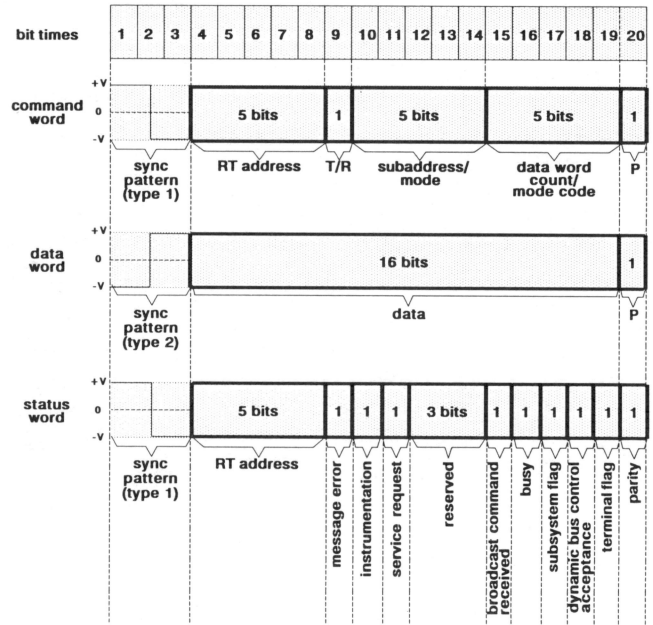 bit times 1 2 3 4 5 6 7 8 9 10 11 12 13 14 15 16 17 18 19 20
command
word
+V
0
-V
5 bits 1 5 bits 5 bits 1
sync
pattern
(type 1)
RT address
T/R
subaddress/
mode
data word
count/
mode code
P
data
word
+V
0
-V
16 bits 1
sync
pattern
(type 2)
data
P
status
word
+V
0
-V
5 bits 1 1 1 3 bits 1 1 1 1 1 1
sync
pattern
(type 1)
RT address
message error
instrumentation
service request
reserved
broadcast command
received
busy
subsystem flag
dynamic bus control
acceptance
terminal flag
parity